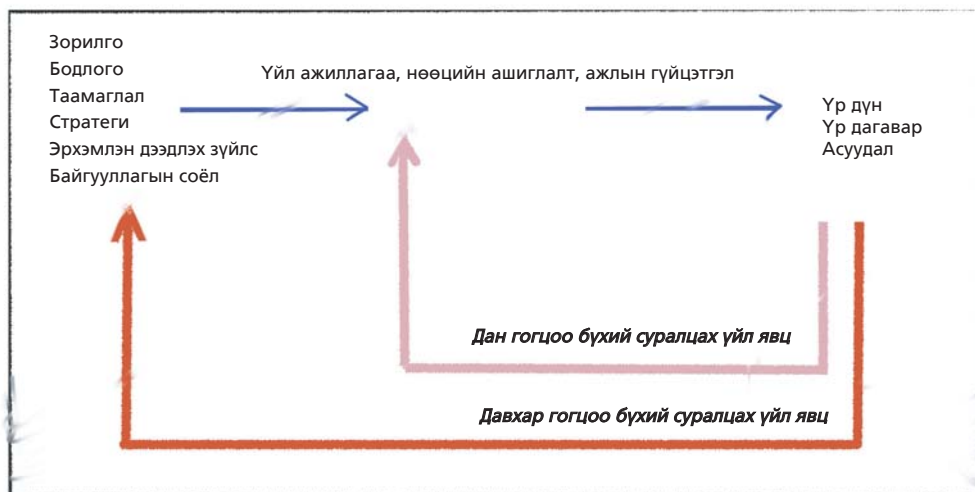 Зорилго
Бодлого
Таамаглал
Стратеги
Эрхэмлэн дээдлэх зүйлс
Байгууллагын соёл
Үйл ажиллагаа, нөөцийн ашиглалт, ажлын гүйцэтгэл
Үр дүн
Үр дагавар
Асуудал
Дан гогцоо бүхий суралцах үйл явц
Давхар гогцоо бүхий суралцах үйл явц